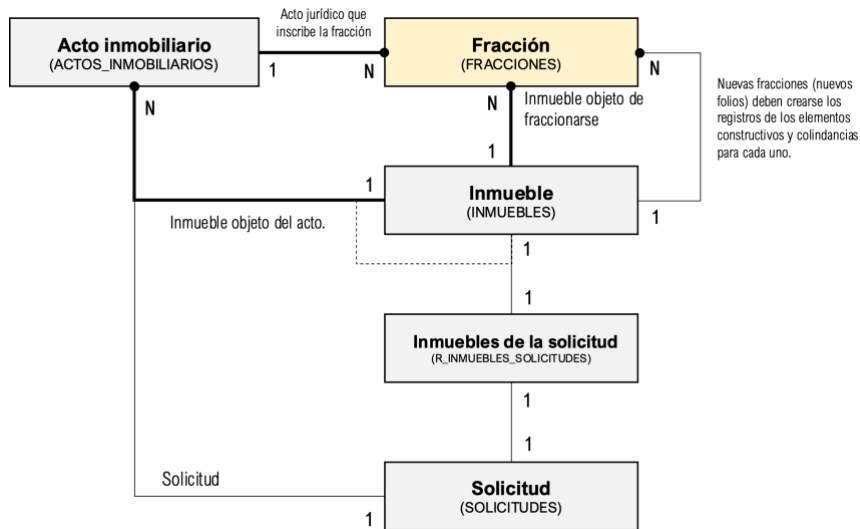 Acto jurídico que
inscribe la fracción
Acto inmobiliario
(ACTOS_INMOBILIARIOS)
1
N
Fracción
(FRACCIONES)
N
N
N
Inmueble objeto de
fraccionarse
Nuevas fracciones (nuevos
folios) deben crearse los
registros de los elementos
constructivos y colindancias
para cada uno.
1
1
Inmueble
(INMUEBLES)
1
Inmueble objeto del acto.
1
1
Inmuebles de la solicitud
(R_INMUEBLES_SOLICITUDES)
1
1
Solicitud
Solicitud
(SOLICITUDES)
1